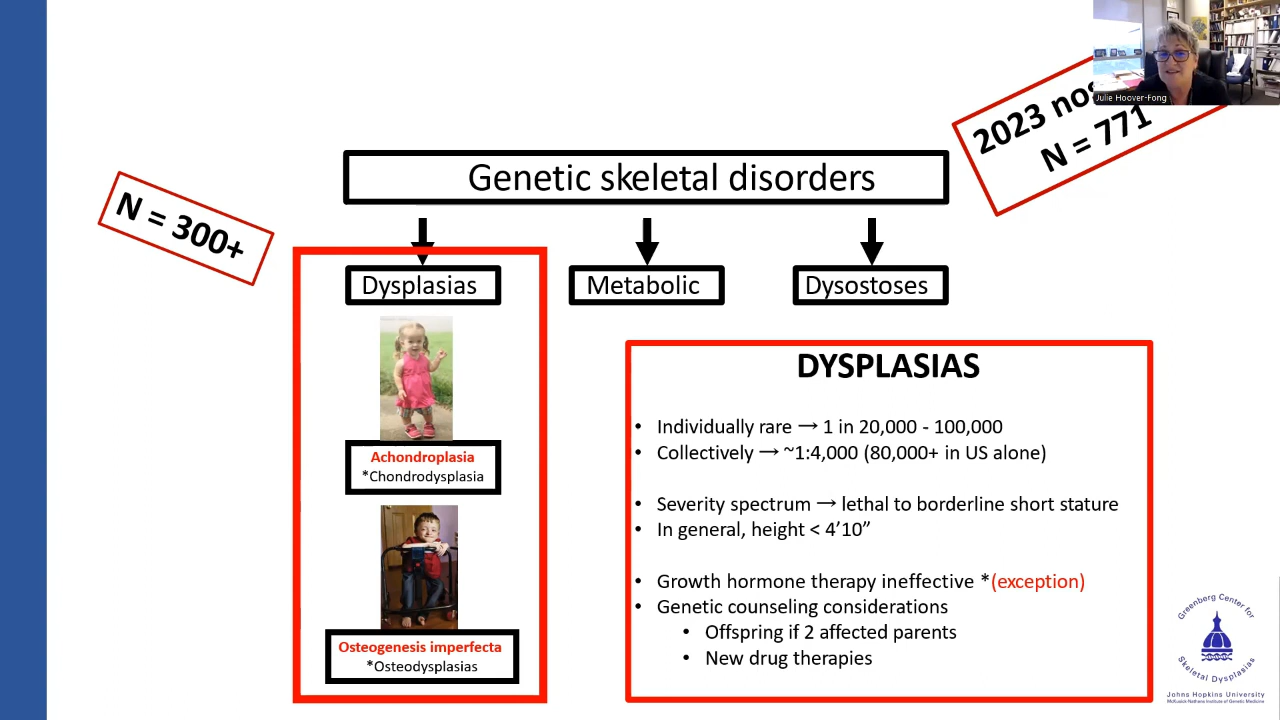 Julie Hoover-Fong
2023 nos
N = 771
Genetic skeletal disorders
N = 300+
Dysplasias
Metabolic
Dysostoses
Achondroplasia
*Chondrodysplasia
Osteogenesis imperfecta
*Osteodysplasias
DYSPLASIAS
• Individually rare → 1 in 20,000 - 100,000
• Collectively → ~1:4,000 (80,000+ in US alone)
• Severity spectrum → lethal to borderline short stature
• In general, height < 4’10”
• Growth hormone therapy ineffective *(exception)
• Genetic counseling considerations
• Offspring if 2 affected parents
• New drug therapies
Greenberg Center for
Skeletal Dysplasias
Johns Hopkins University
McKusick-Nathans Institute of Genetic Medicine